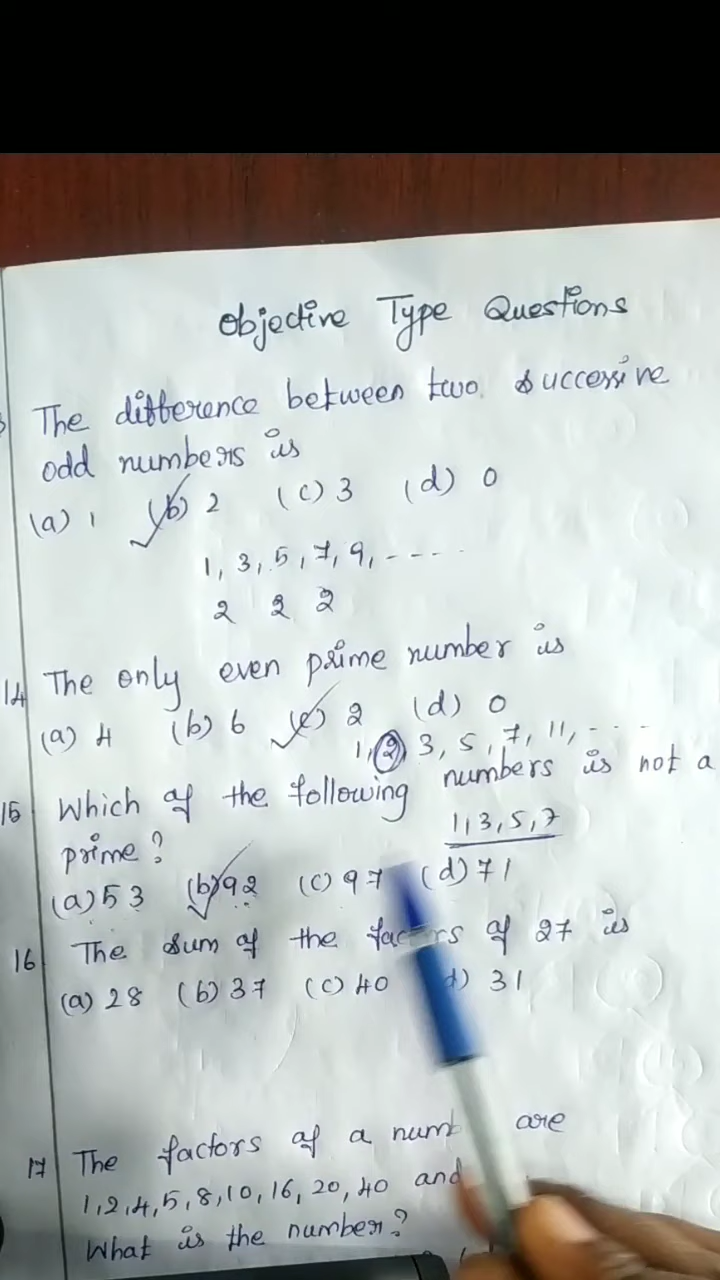 Objective Type Questions
The difference between two successive
odd numbers is
(a) 1 (b) 2 (c) 3 (d) 0
1, 3, 5, 7, 9, - - - -
2 2 2
14 The only even prime number is
(a) 4 (b) 6 (c) 2 (d) 0
1, 2, 3, 5, 7, 11, - - -
15 Which of the following numbers is not a
prime?
1, 3, 5, 7
(a) 53 (b) 92 (c) 97 (d) 71
16 The sum of the factors of 27 is
(a) 28 (b) 37 (c) 40 d) 31
17 The factors of a num are
1, 2, 4, 5, 8, 10, 16, 20, 40 and
What is the number?